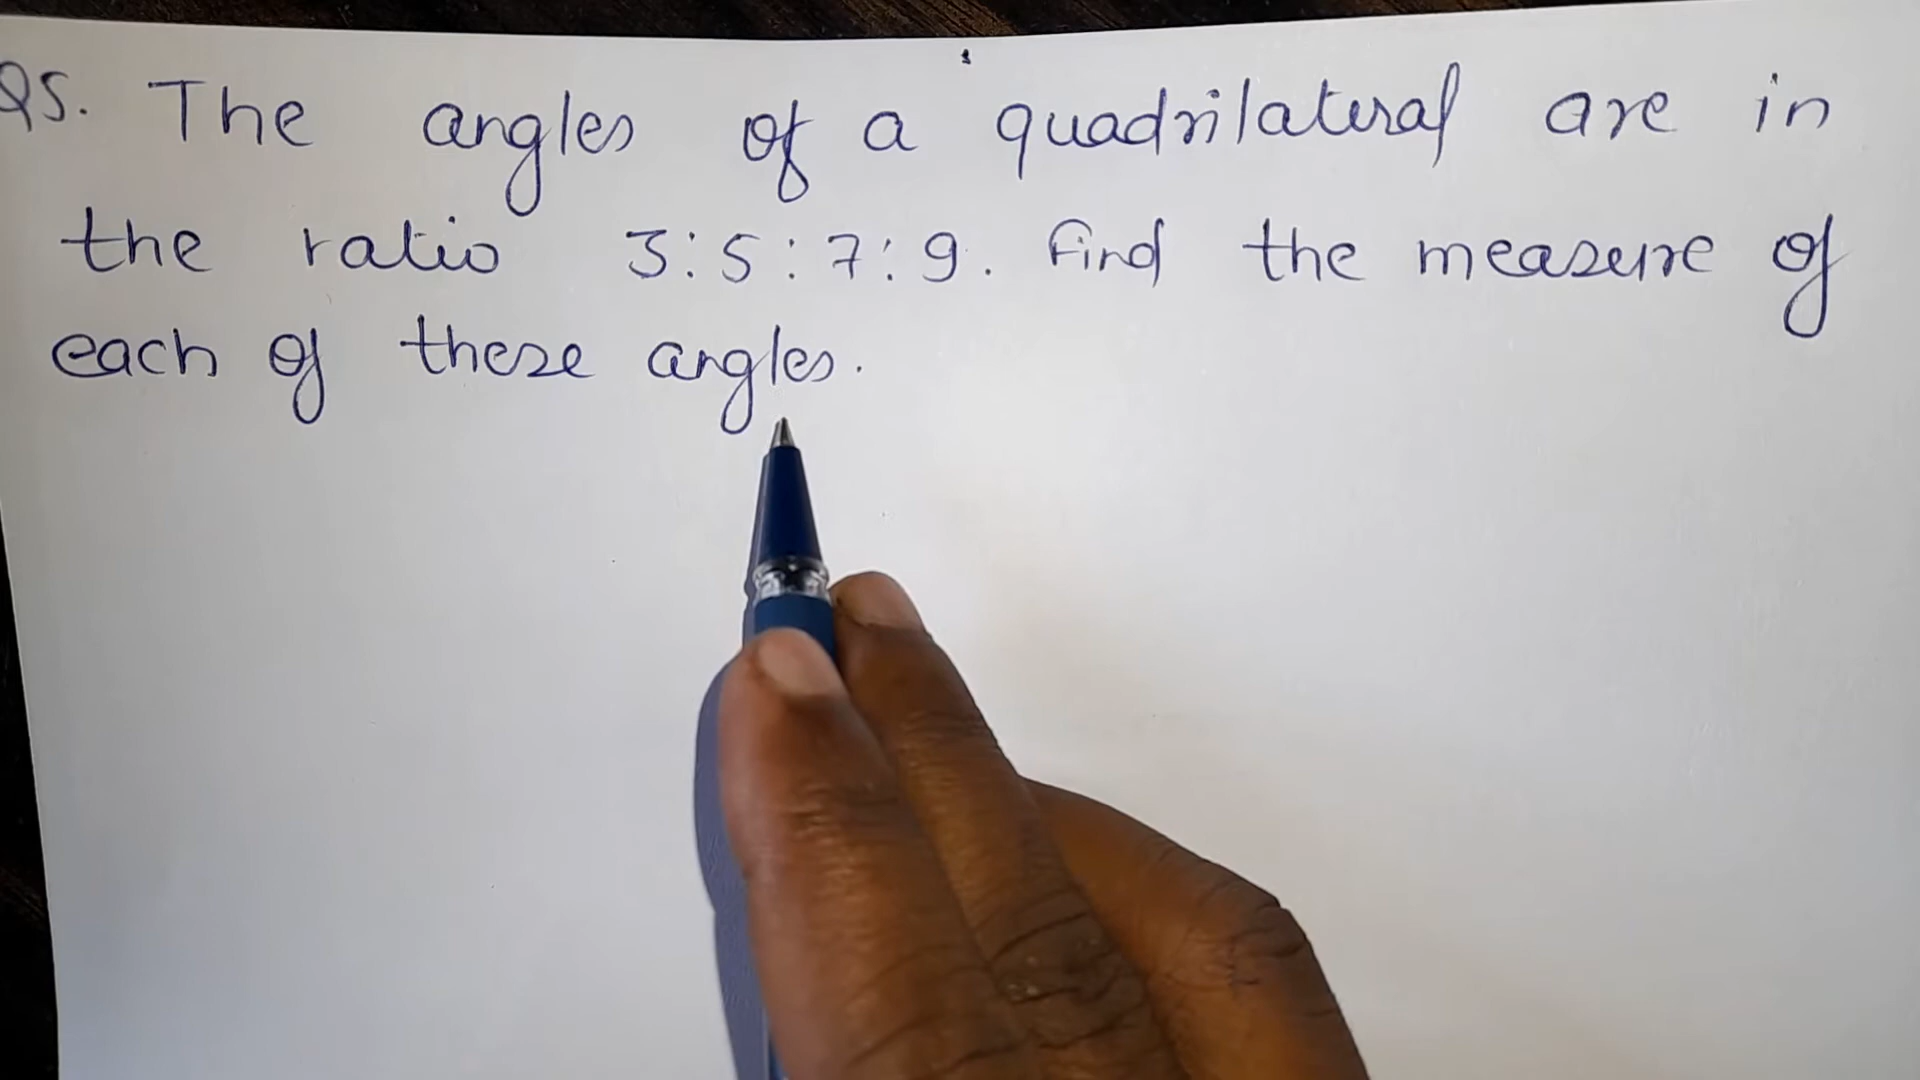 Q5. The angles of a quadrilateral are in
the ratio 3:5:7:9. Find the measure of
each of these angles.